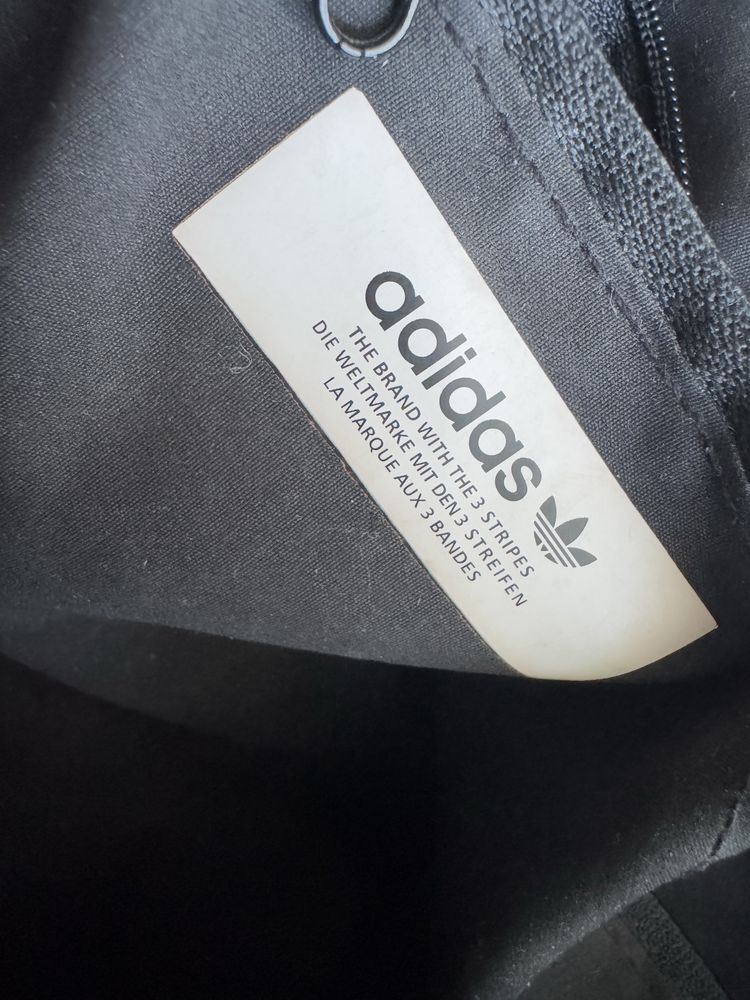 adidas
THE BRAND WITH THE 3 STRIPES
DIE WELTMARKE MIT DEN 3 STREIFEN
LA MARQUE AUX 3 BANDES